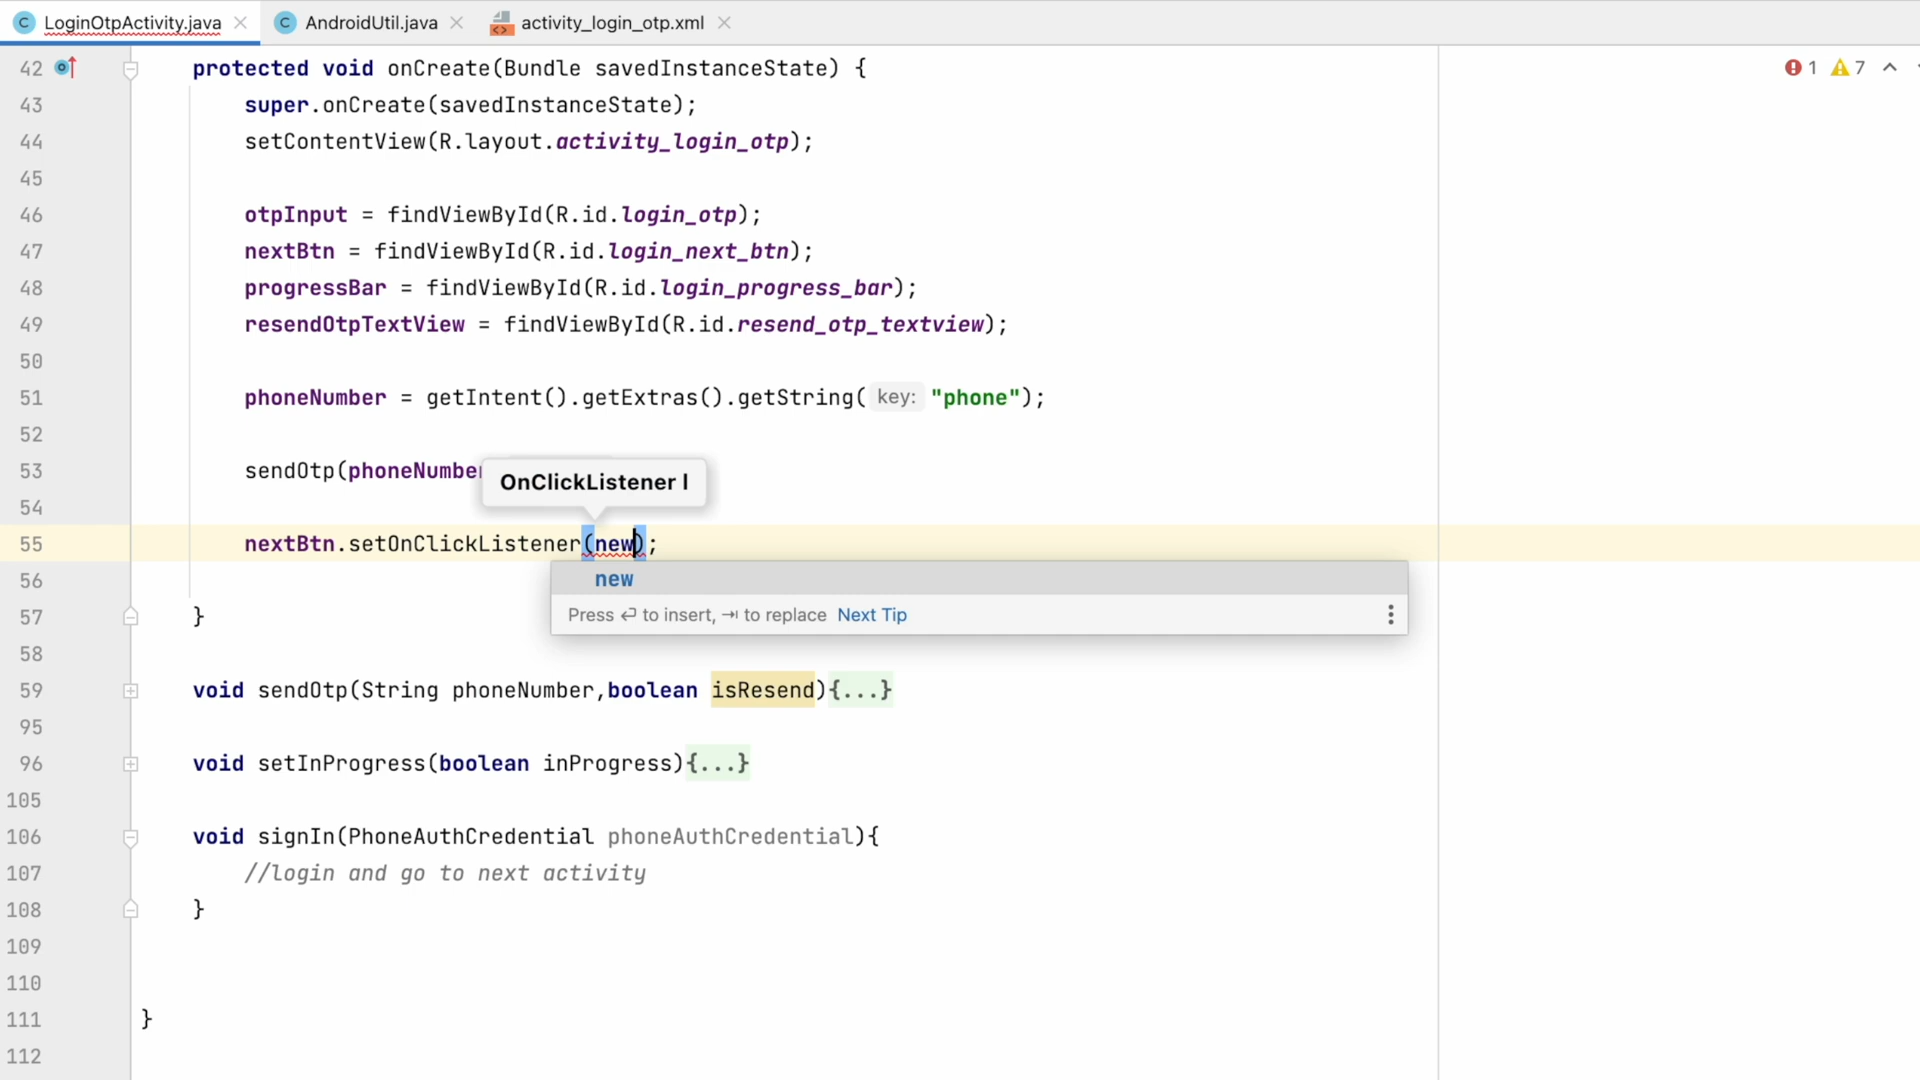 LoginOtpActivity.java AndroidUtil.java activity_login_otp.xml
42 protected void onCreate(Bundle savedInstanceState) { 1 7
43 super.onCreate(savedInstanceState);
44 setContentView(R.layout.activity_login_otp);
45
46 otpInput = findViewById(R.id.login_otp);
47 nextBtn = findViewById(R.id.login_next_btn);
48 progressBar = findViewById(R.id.login_progress_bar);
49 resendOtpTextView = findViewById(R.id.resend_otp_textview);
50
51 phoneNumber = getIntent().getExtras().getString( key: "phone");
52
53 sendOtp(phoneNumber
OnClickListener l
54
55 nextBtn.setOnClickListener(new);
56 new
Press ⏎ to insert, ⇥ to replace Next Tip
57 }
58
59 void sendOtp(String phoneNumber,boolean isResend){...}
95
96 void setInProgress(boolean inProgress){...}
105
106 void signIn(PhoneAuthCredential phoneAuthCredential){
107 //login and go to next activity
108 }
109
110
111 }
112